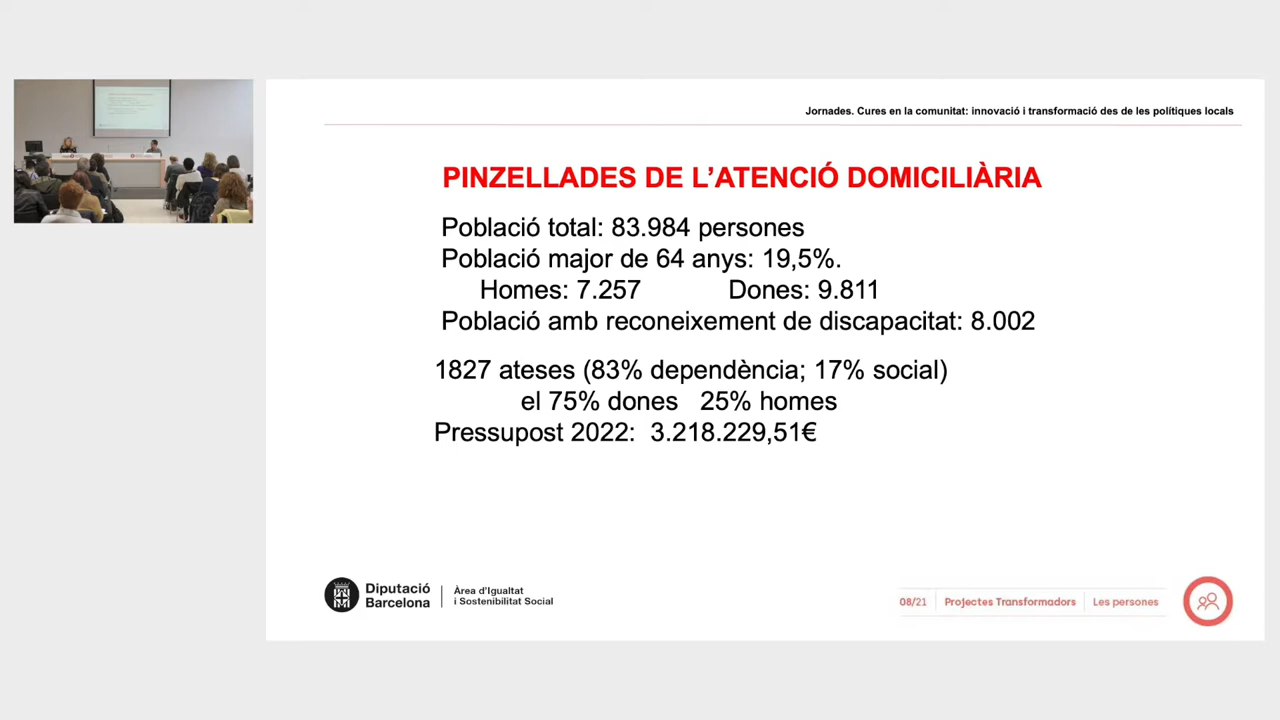 Jornades. Cures en la comunitat: innovació i transformació des de les polítiques locals
PINZELLADES DE L'ATENCIÓ DOMICILIÀRIA
Població total: 83.984 persones
Població major de 64 anys: 19,5%.
Homes: 7.257 Dones: 9.811
Població amb reconeixement de discapacitat: 8.002
1827 ateses (83% dependència; 17% social)
el 75% dones 25% homes
Pressupost 2022: 3.218.229,51€
Diputació
Barcelona
Àrea d'Igualtat
i Sostenibilitat Social
08/21 Projectes Transformadors Les persones